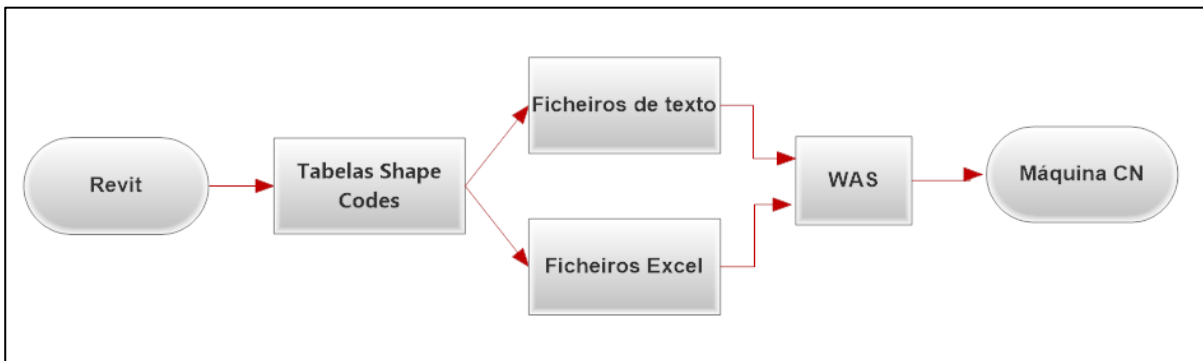 Revit
Tabelas Shape
Codes
Ficheiros de texto
Ficheiros Excel
WAS
Máquina CN